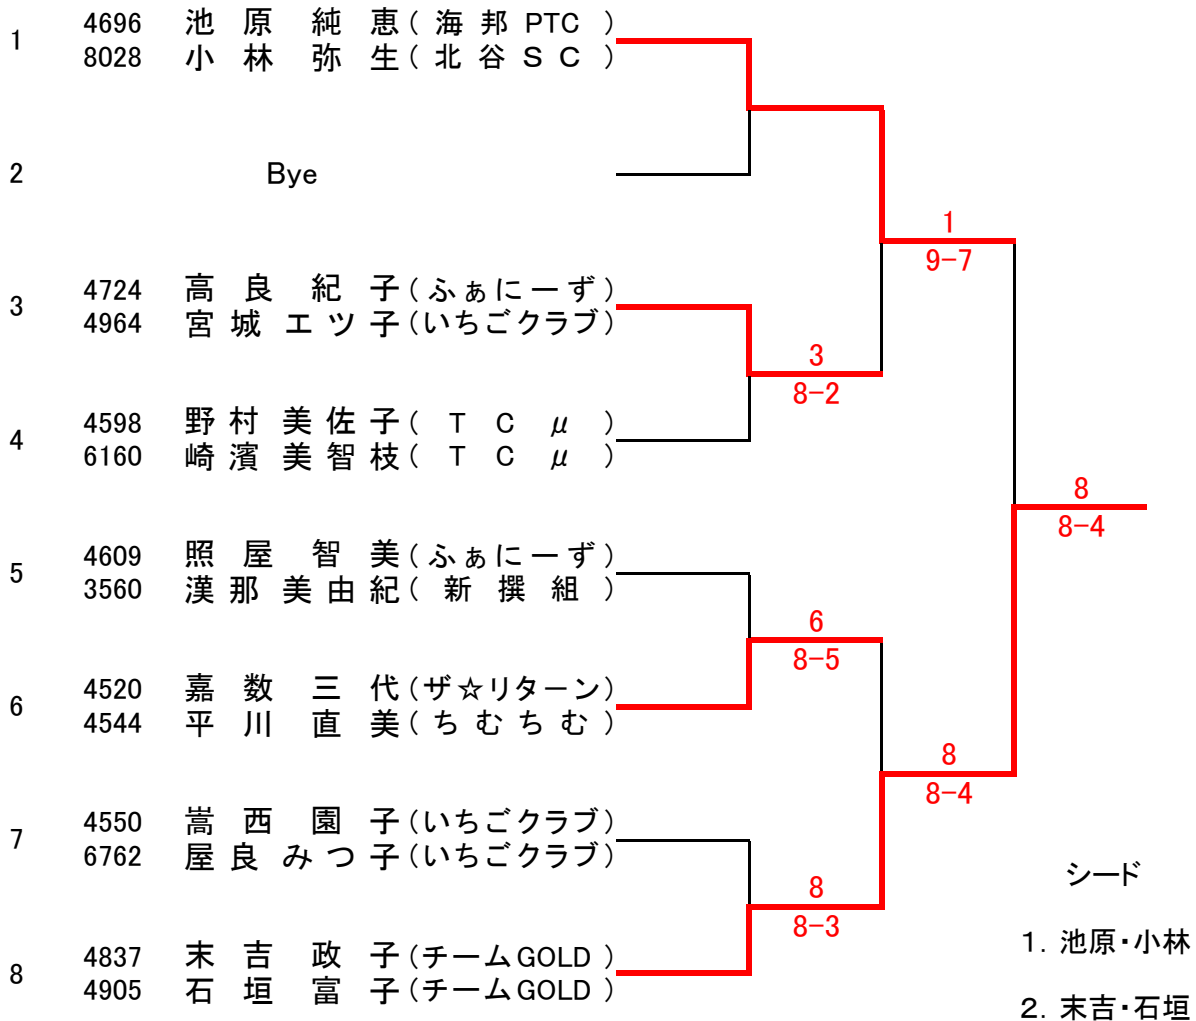 1 4696 池原純恵(海邦PTC)
8028 小林弥生(北谷SC)
2 Bye
1
9-7
3 4724 高良紀子(ふぁにーず)
4964 宮城エツ子(いちごクラブ)
3
8-2
4 4598 野村美佐子(TCμ)
6160 崎濱美智枝(TCμ)
8
8-4
5 4609 照屋智美(ふぁにーず)
3560 漢那美由紀(新撰組)
6
8-5
6 4520 嘉数三代(ザ☆リターン)
4544 平川直美(ちむちむ)
8
8-4
7 4550 嵩西園子(いちごクラブ)
6762 屋良みつ子(いちごクラブ)
8
8-3
8 4837 末吉政子(チームGOLD)
4905 石垣富子(チームGOLD)
シード
1. 池原・小林
2. 末吉・石垣